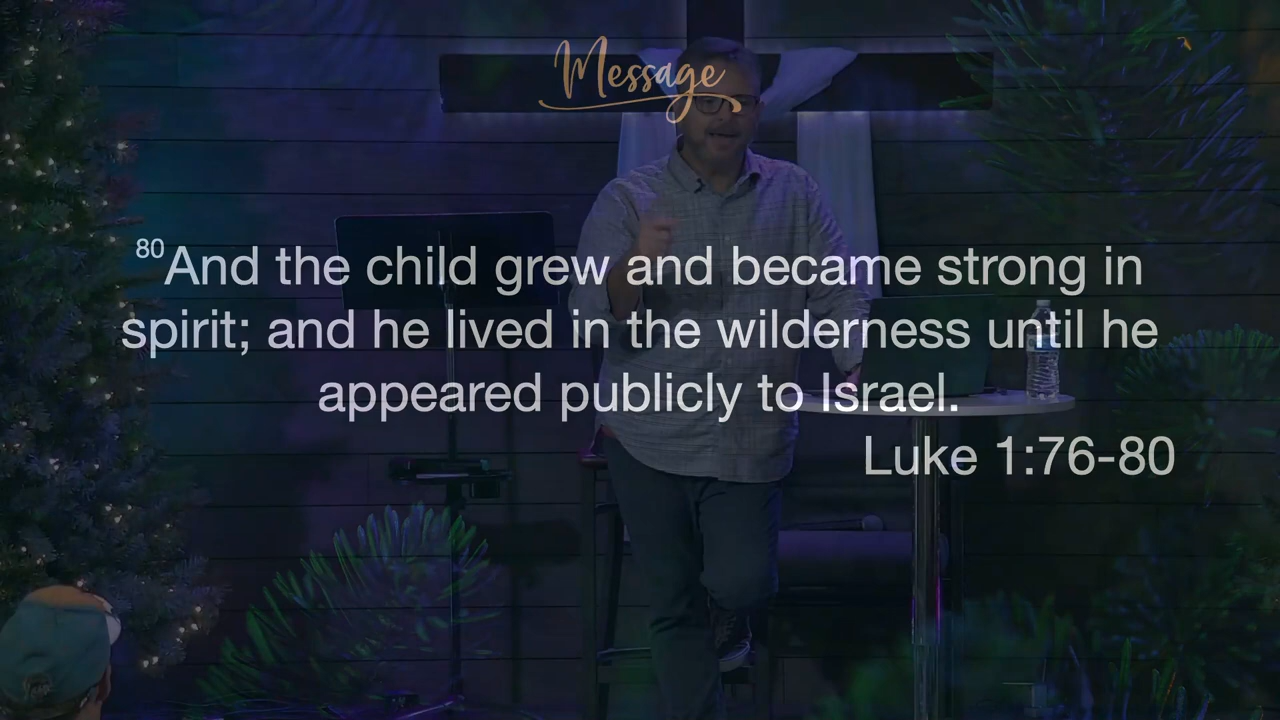 Message
80And the child grew and became strong in
spirit; and he lived in the wilderness until he
appeared publicly to Israel.
Luke 1:76-80